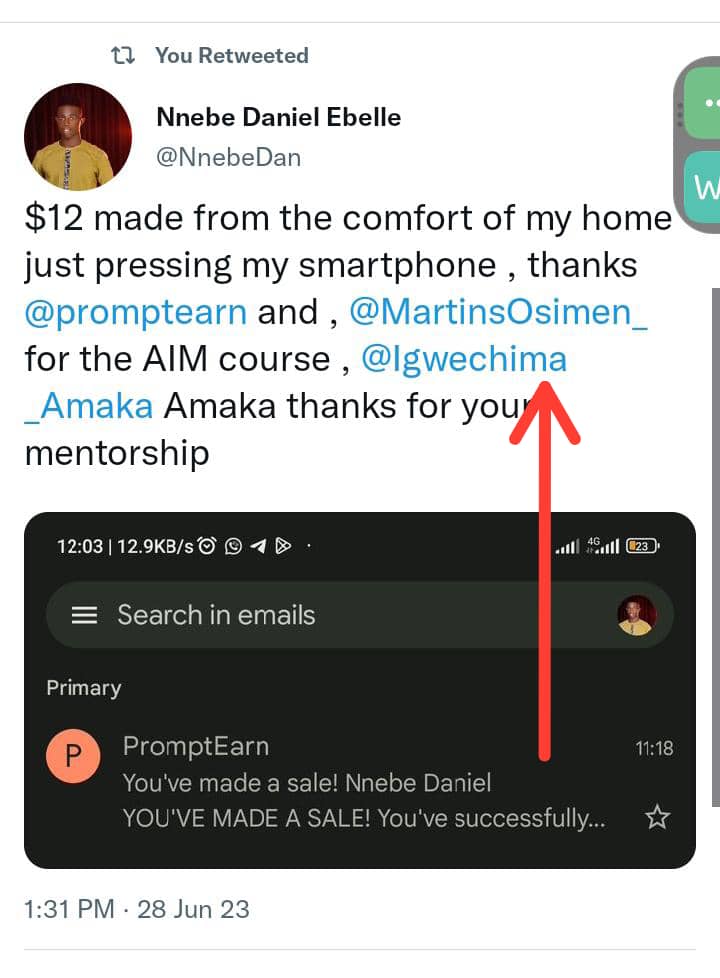 You Retweeted
Nnebe Daniel Ebelle
@NnebeDan
$12 made from the comfort of my home
just pressing my smartphone , thanks
@promptearn and , @MartinsOsimen_
for the AIM course , @Igwechima
_Amaka Amaka thanks for your
mentorship
12:03 | 12.9KB/s 4G 23
Search in emails
Primary
P
PromptEarn 11:18
You've made a sale! Nnebe Daniel
YOU'VE MADE A SALE! You've successfully...
1:31 PM · 28 Jun 23